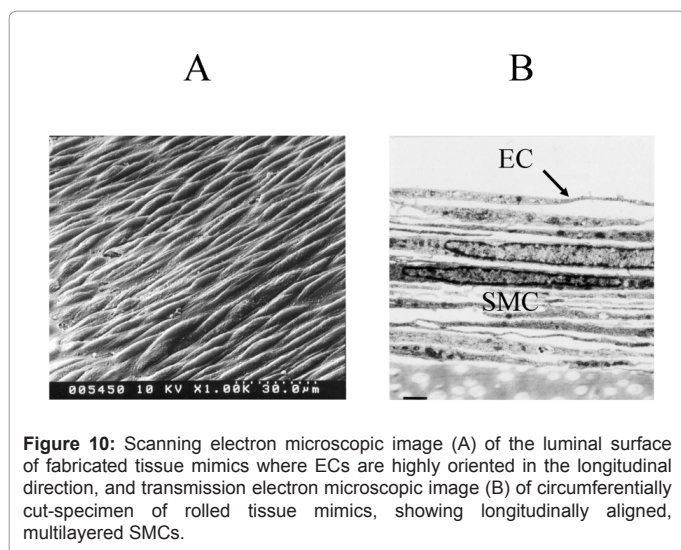 A
B
EC
SMC
005450 10 KV X1.00K 30.0µm
Figure 10: Scanning electron microscopic image (A) of the luminal surface
of fabricated tissue mimics where ECs are highly oriented in the longitudinal
direction, and transmission electron microscopic image (B) of circumferentially
cut-specimen of rolled tissue mimics, showing longitudinally aligned,
multilayered SMCs.